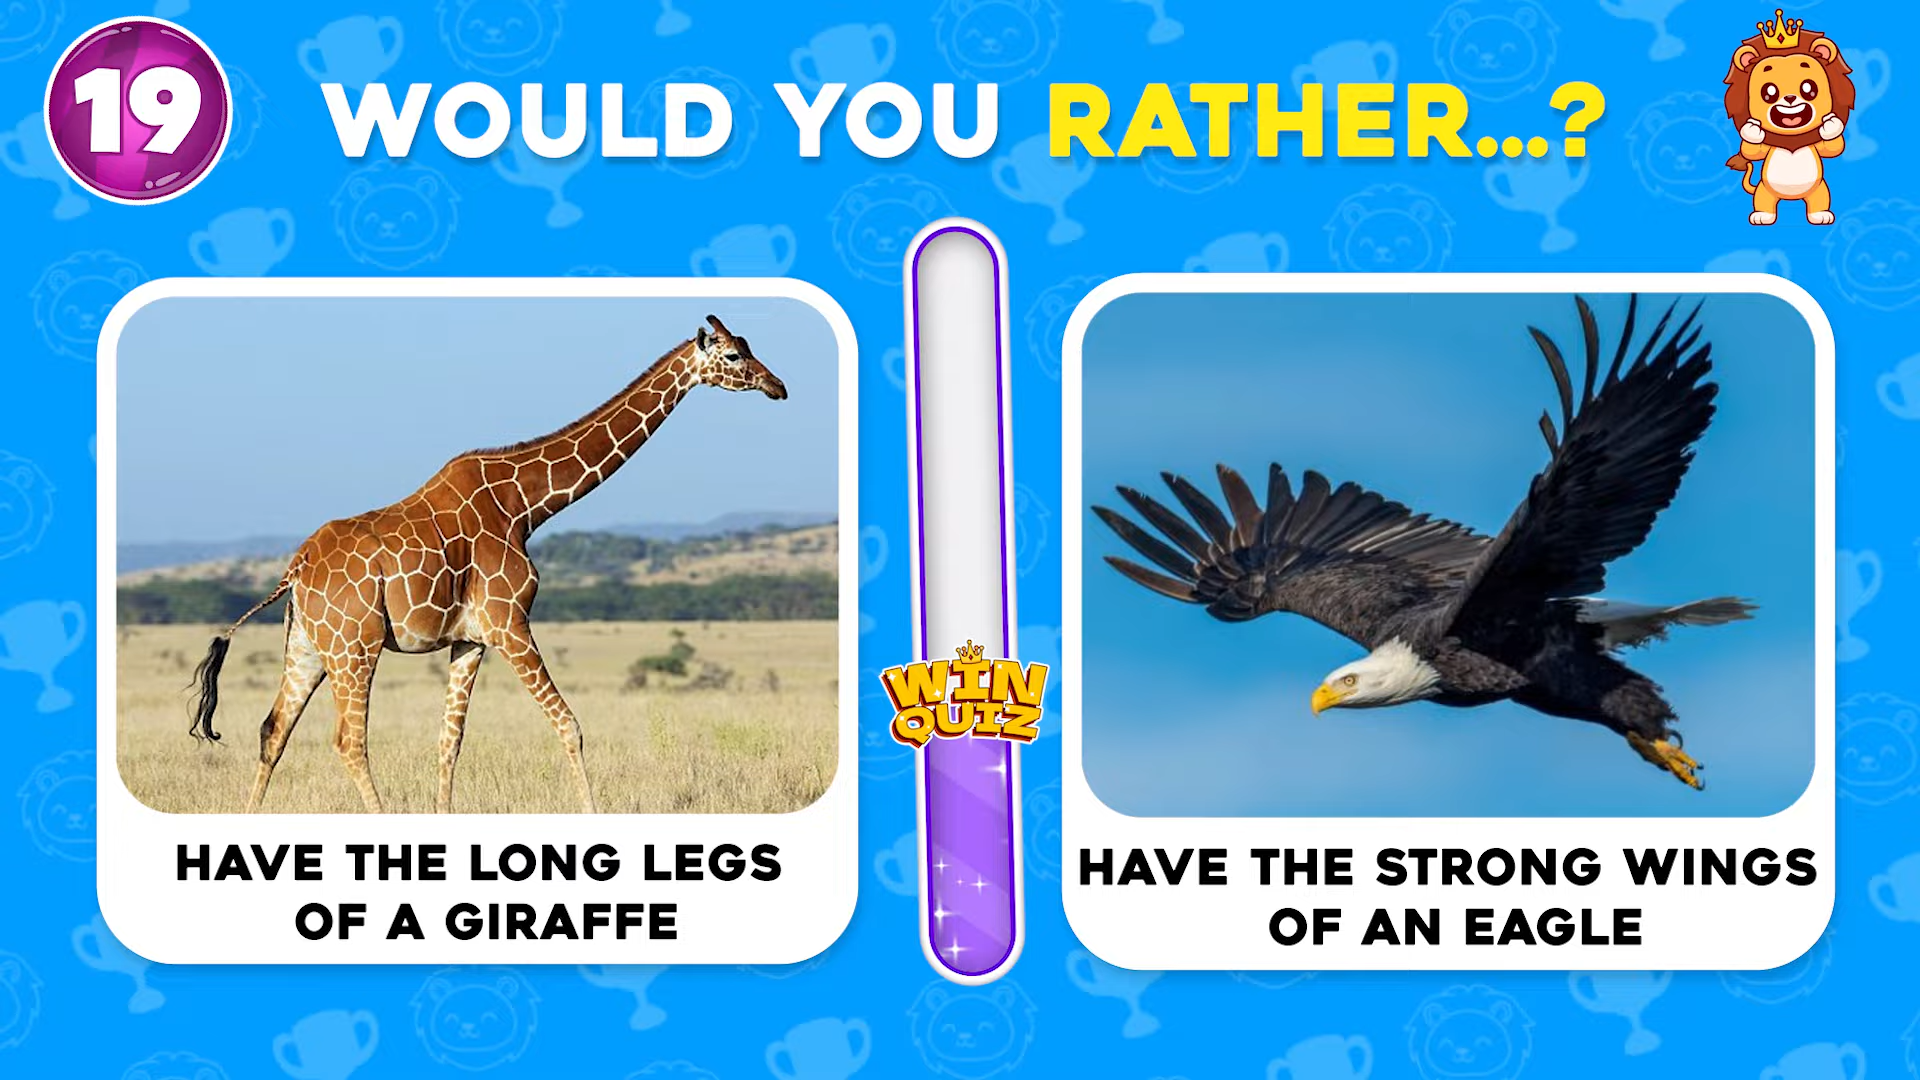 19
WOULD YOU RATHER...?
WIN
QUIZ
HAVE THE LONG LEGS
OF A GIRAFFE
HAVE THE STRONG WINGS
OF AN EAGLE